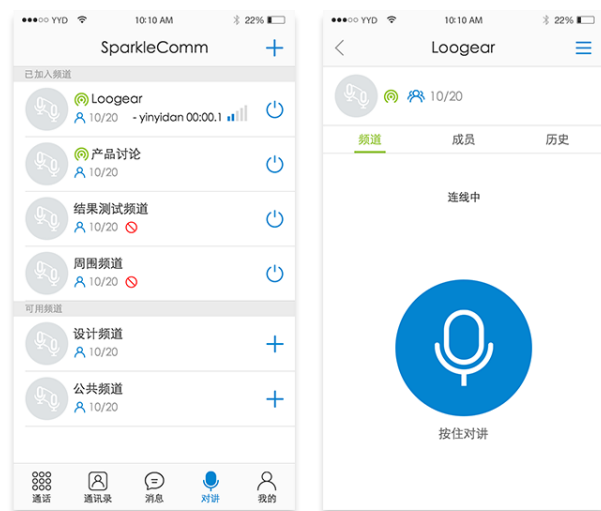 YYD 10:10 AM 22%
SparkleComm
已加入频道
Loogear
10/20 - yinyidan 00:00.1
产品讨论
10/20
结果测试频道
10/20
周围频道
10/20
可用频道
设计频道
10/20
公共频道
10/20
通话 通讯录 消息 对讲 我的
YYD 10:10 AM 22%
Loogear
10/20
频道 成员 历史
连线中
按住对讲